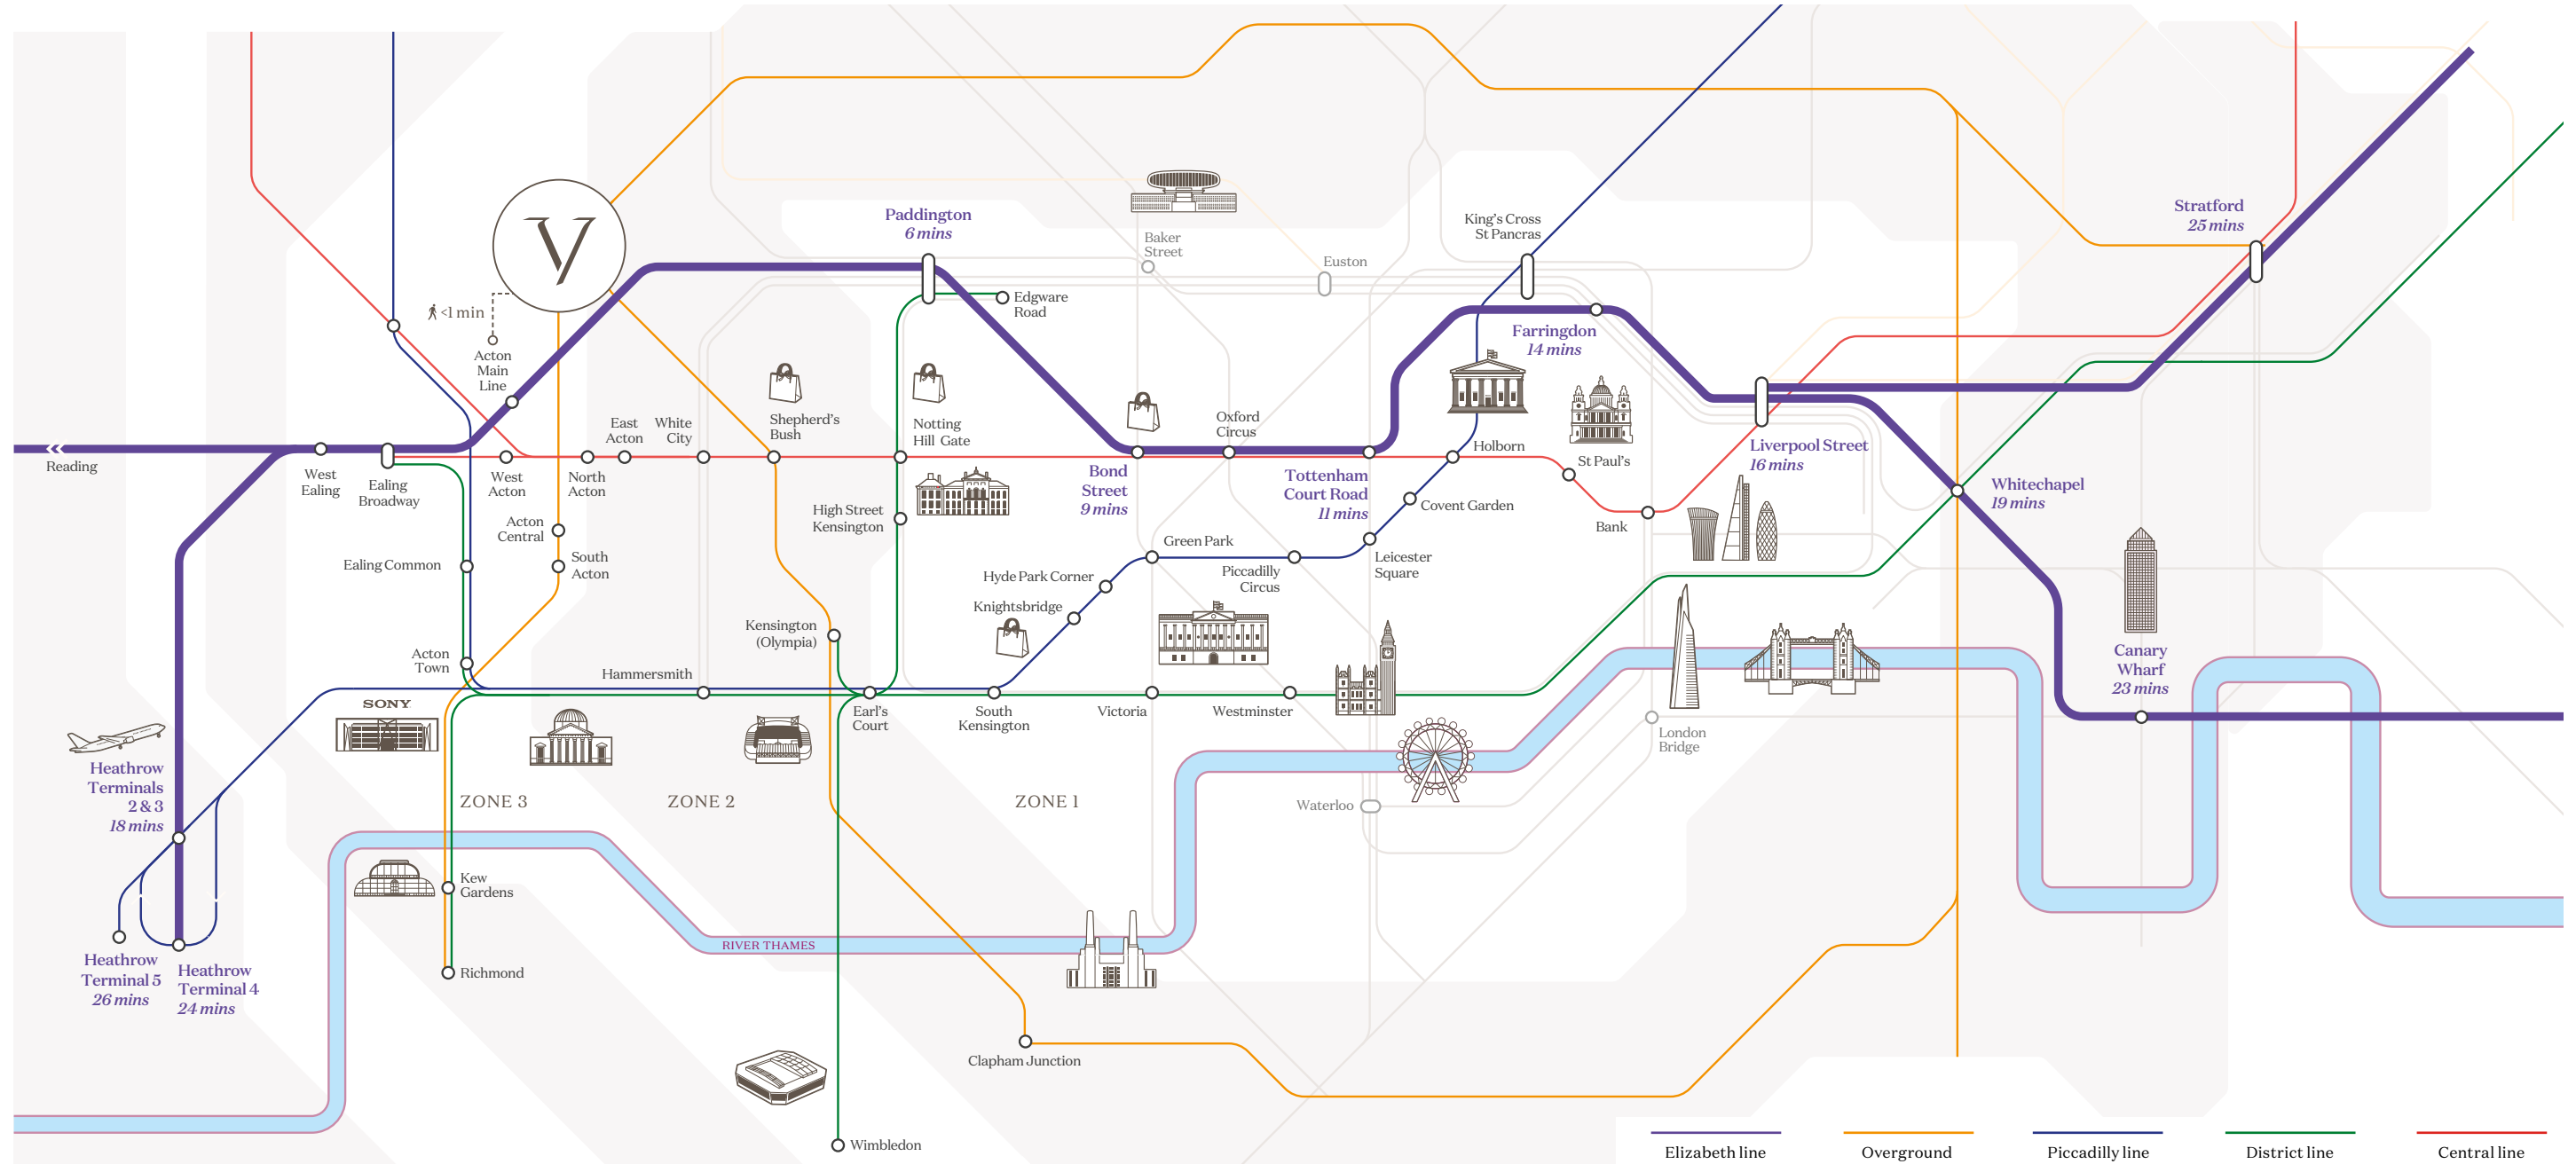 Paddington
6 mins
Baker
Street
Euston
King's Cross
St Pancras
Stratford
25 mins
V
<1 min
Acton
Main
Line
Edgware
Road
Farringdon
14 mins
Reading
West
Ealing
Ealing
Broadway
West
Acton
North
Acton
East
Acton
White
City
Shepherd's
Bush
Notting
Hill Gate
Bond
Street
9 mins
Oxford
Circus
Tottenham
Court Road
11 mins
Holborn
St Paul's
Liverpool Street
16 mins
Whitechapel
19 mins
Acton
Central
South
Acton
High Street
Kensington
Covent Garden
Bank
Ealing Common
Green Park
Piccadilly
Circus
Leicester
Square
Hyde Park Corner
Knightsbridge
Kensington
(Olympia)
Acton
Town
Hammersmith
Earl's
Court
South
Kensington
Victoria
Westminster
Canary
Wharf
23 mins
London
Bridge
SONY
Heathrow
Terminals
2 & 3
18 mins
ZONE 3
ZONE 2
ZONE 1
Waterloo
Kew
Gardens
RIVER THAMES
Richmond
Heathrow
Terminal 5
26 mins
Heathrow
Terminal 4
24 mins
Clapham Junction
Wimbledon
Elizabeth line
Overground
Piccadilly line
District line
Central line